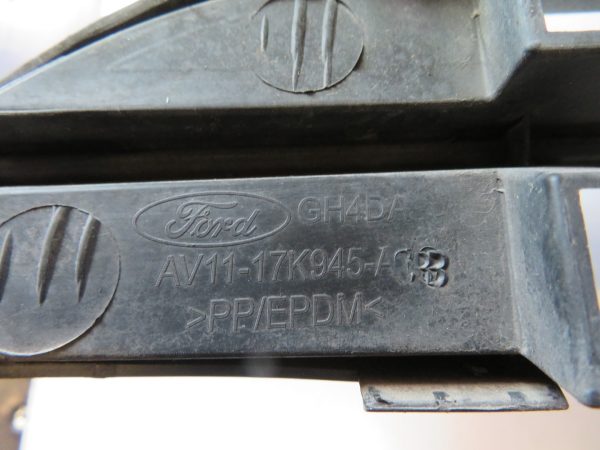 Ford GH4DA
AV11-17K945-A
>PP/EPDM<